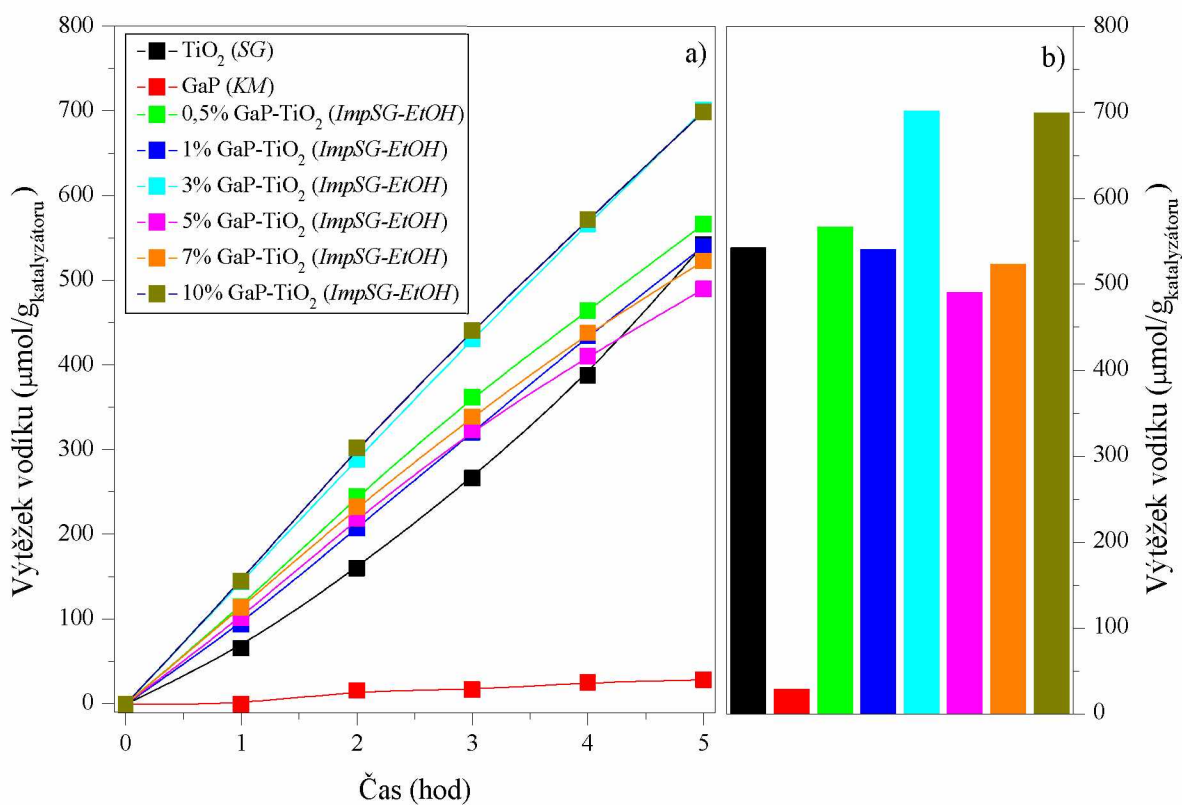 800
700
600
500
400
300
200
100
0
Výtěžek vodíku (μmol/g_katalyzátoru)
TiO₂ (SG)
GaP (KM)
0,5% GaP-TiO₂ (ImpSG-EtOH)
1% GaP-TiO₂ (ImpSG-EtOH)
3% GaP-TiO₂ (ImpSG-EtOH)
5% GaP-TiO₂ (ImpSG-EtOH)
7% GaP-TiO₂ (ImpSG-EtOH)
10% GaP-TiO₂ (ImpSG-EtOH)
a)
0 1 2 3 4 5
Čas (hod)
b)
800
700
600
500
400
300
200
100
0
Výtěžek vodíku (μmol/g_katalyzátoru)